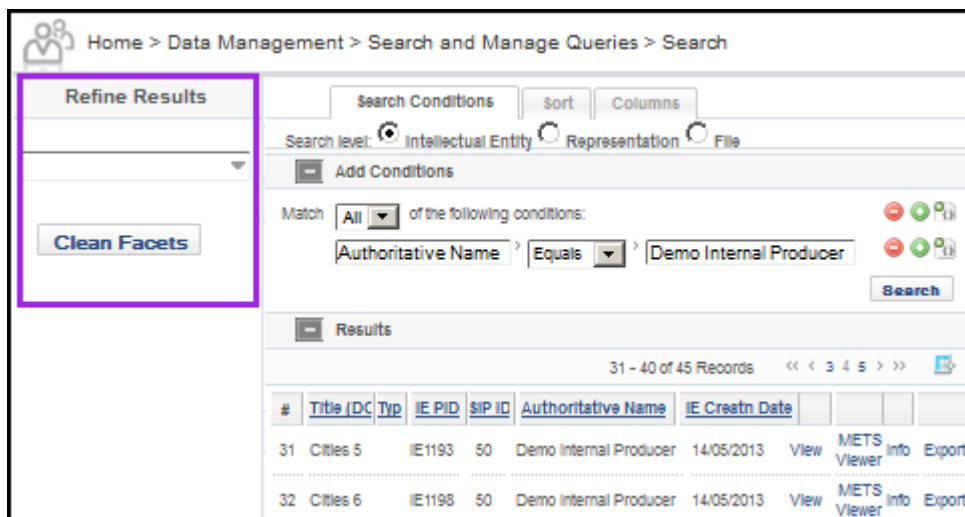 Home > Data Management > Search and Manage Queries > Search
Refine Results
Clean Facets
Search Conditions Sort Columns
Search level: Intellectual Entity Representation File
Add Conditions
Match All of the following conditions:
Authoritative Name > Equals > Demo Internal Producer
Search
Results
31 - 40 of 45 Records << < 3 4 5 > >>
# Title (DC Typ IE PID SIP ID Authoritative Name IE Creatn Date
31 Cities 5 IE1193 50 Demo Internal Producer 14/05/2013 View METS Viewer Info Export
32 Cities 6 IE1198 50 Demo Internal Producer 14/05/2013 View METS Viewer Info Export